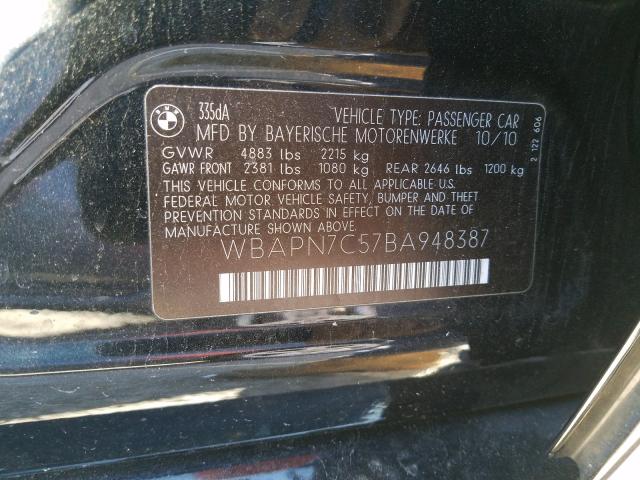 BMW
335dA
VEHICLE TYPE: PASSENGER CAR
MFD BY BAYERISCHE MOTORENWERKE 10/10
GVWR 4883 lbs 2215 kg
GAWR FRONT 2381 lbs 1080 kg REAR 2646 lbs 1200 kg
THIS VEHICLE CONFORMS TO ALL APPLICABLE U.S.
FEDERAL MOTOR VEHICLE SAFETY, BUMPER AND THEFT
PREVENTION STANDARDS IN EFFECT ON THE DATE OF
MANUFACTURE SHOWN ABOVE.
WBAPN7C57BA948387
2 122 606